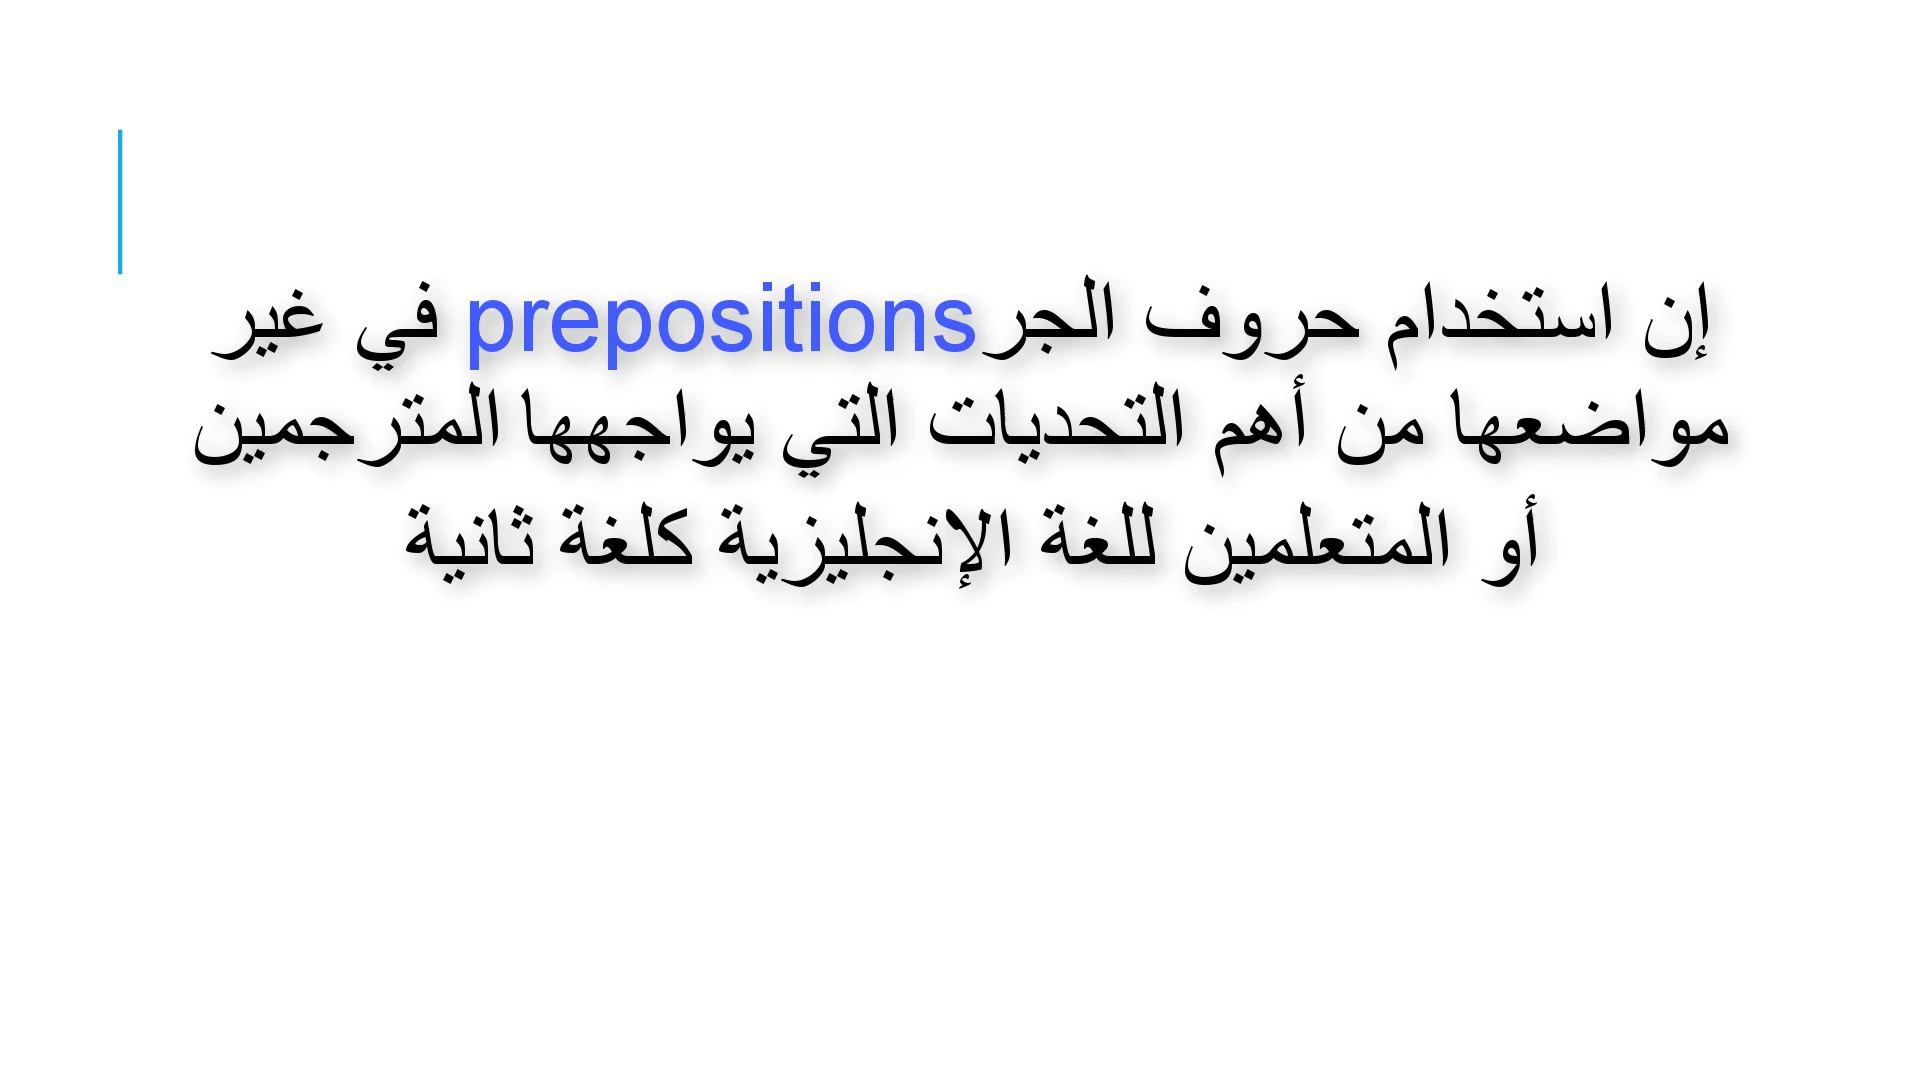 إن استخدام حروف الجرprepositions في غير
مواضعها من أهم التحديات التي يواجهها المترجمين
أو المتعلمين للغة الإنجليزية كلغة ثانية